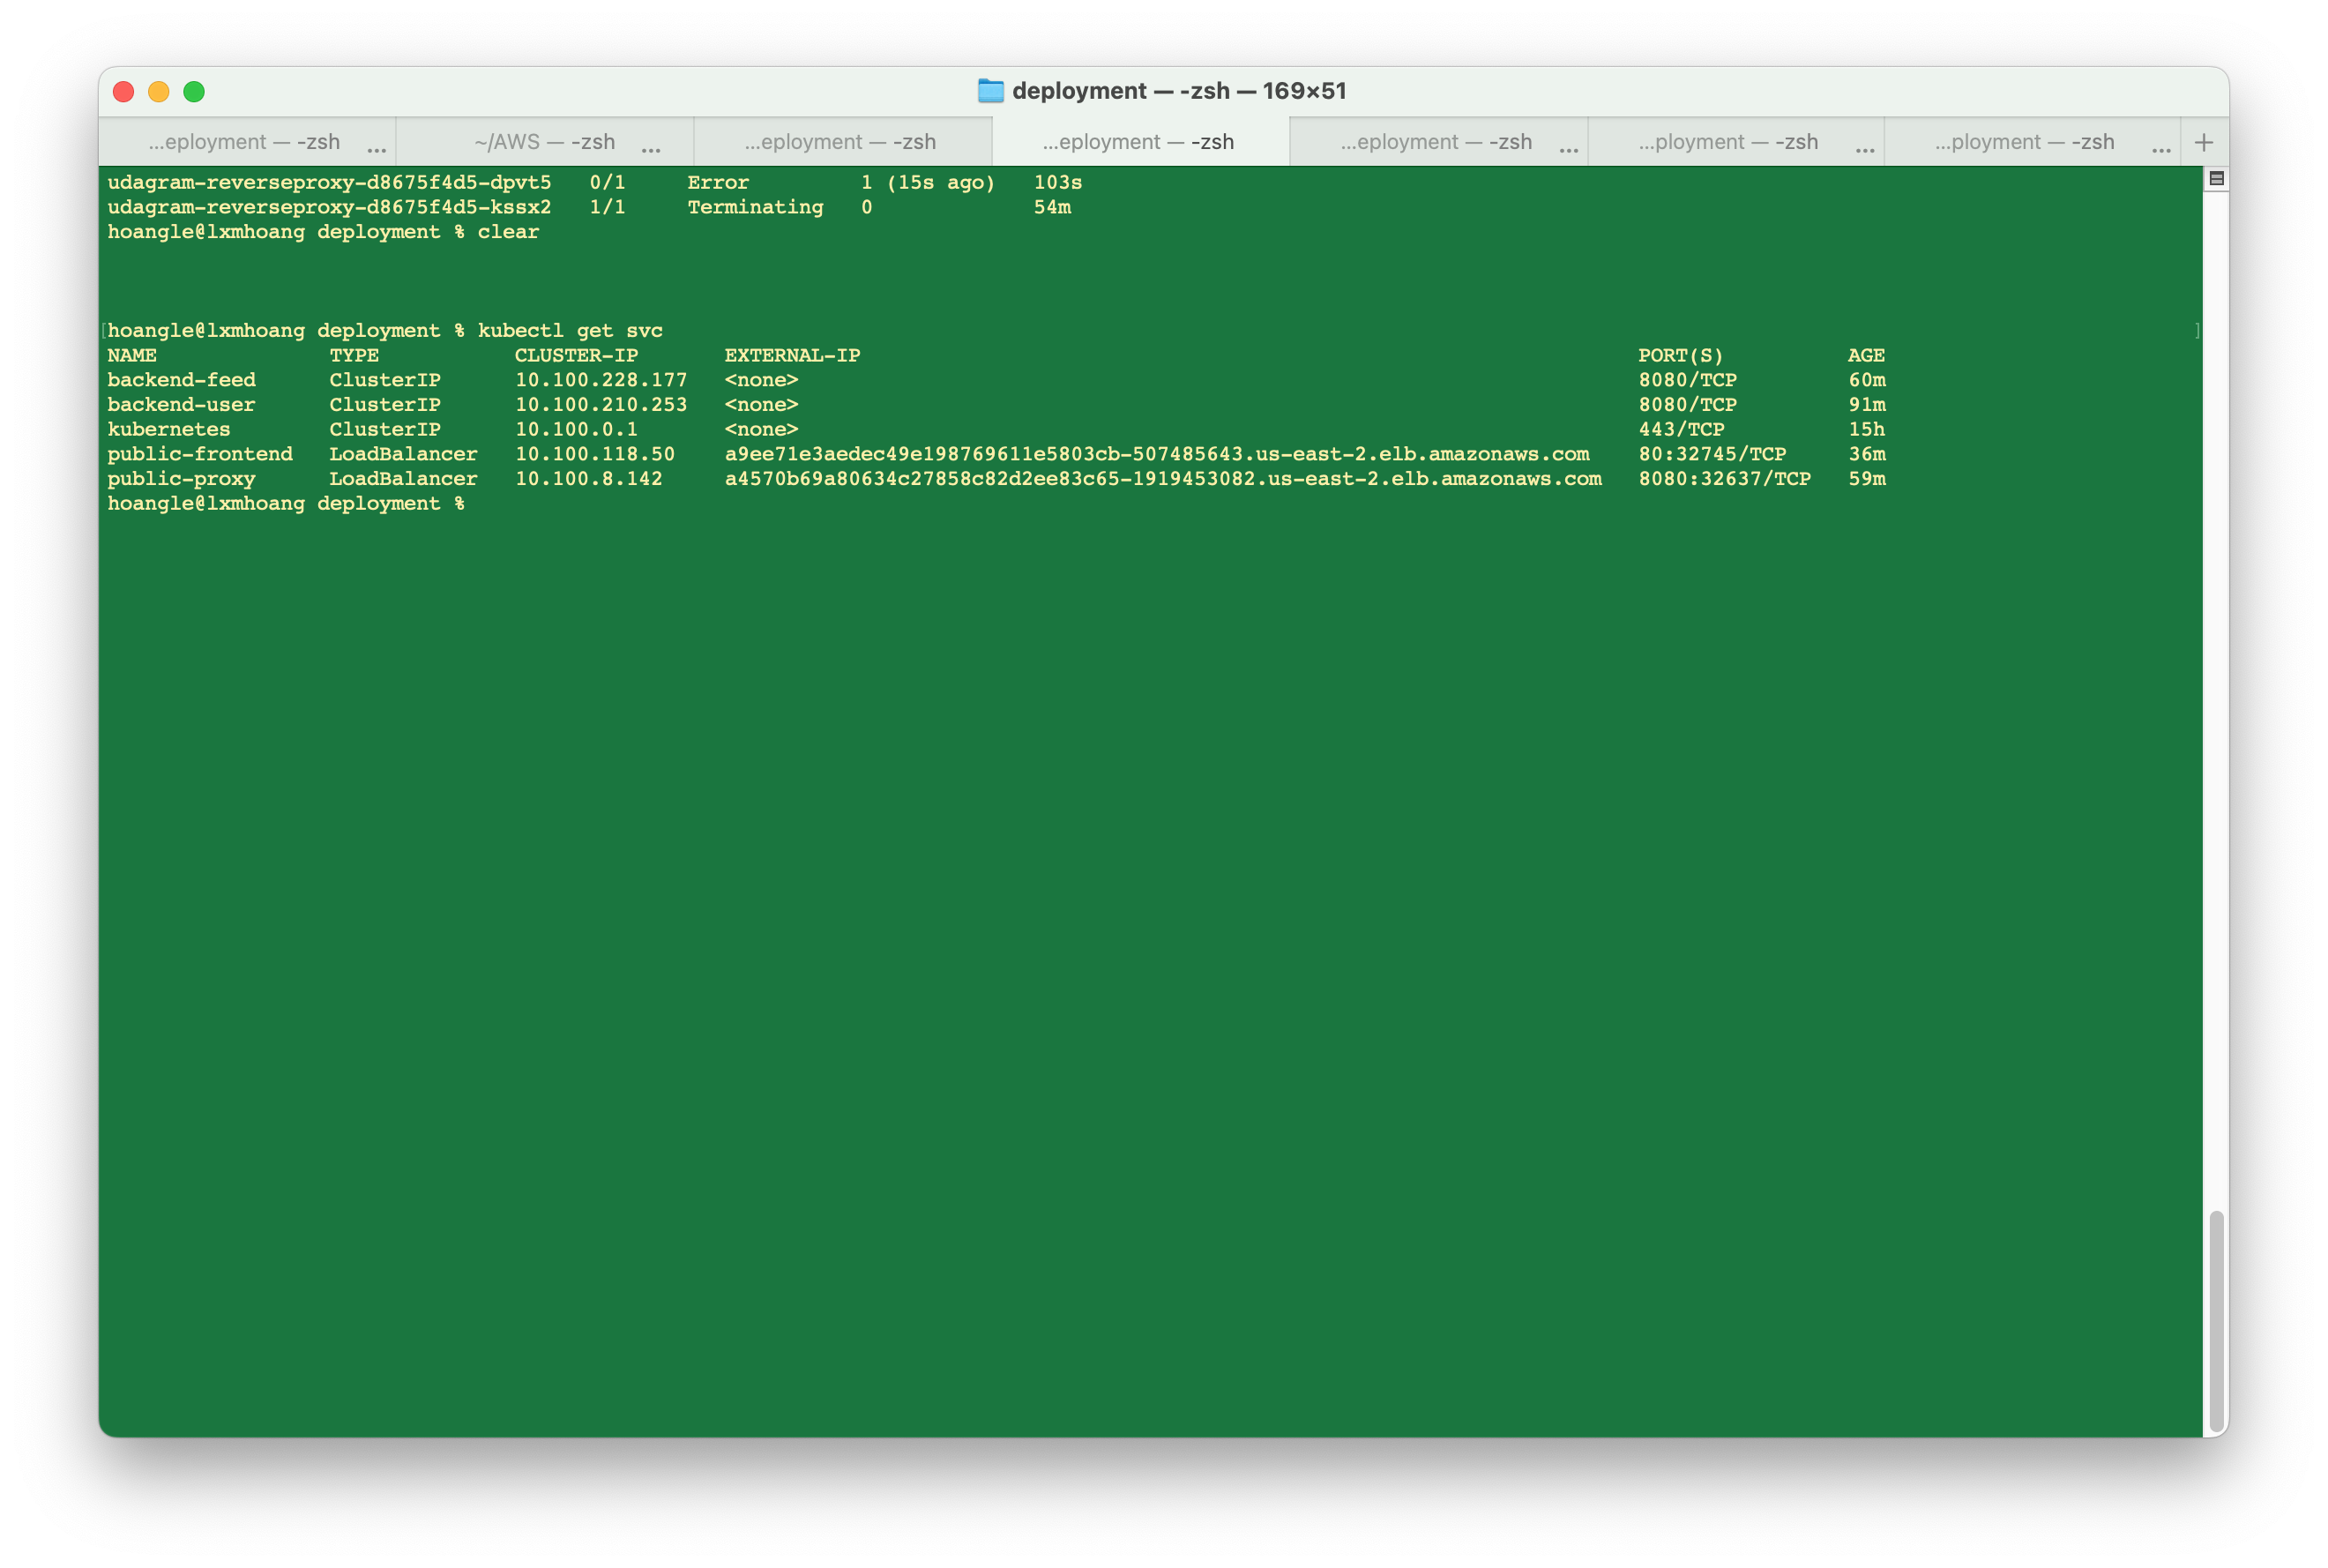 deployment — -zsh — 169×51
...eployment — -zsh ... ~/AWS — -zsh ... ...eployment — -zsh ...eployment — -zsh ...eployment — -zsh ... ...ployment — -zsh ... ...ployment — -zsh ... +
udagram-reverseproxy-d8675f4d5-dpvt5   0/1     Error         1 (15s ago)   103s
udagram-reverseproxy-d8675f4d5-kssx2   1/1     Terminating   0             54m
hoangle@lxmhoang deployment % clear
[hoangle@lxmhoang deployment % kubectl get svc ]
NAME              TYPE           CLUSTER-IP       EXTERNAL-IP                                                               PORT(S)          AGE
backend-feed      ClusterIP      10.100.228.177   <none>                                                                    8080/TCP         60m
backend-user      ClusterIP      10.100.210.253   <none>                                                                    8080/TCP         91m
kubernetes        ClusterIP      10.100.0.1       <none>                                                                    443/TCP          15h
public-frontend   LoadBalancer   10.100.118.50    a9ee71e3aedec49e198769611e5803cb-507485643.us-east-2.elb.amazonaws.com    80:32745/TCP     36m
public-proxy      LoadBalancer   10.100.8.142     a4570b69a80634c27858c82d2ee83c65-1919453082.us-east-2.elb.amazonaws.com   8080:32637/TCP   59m
hoangle@lxmhoang deployment %